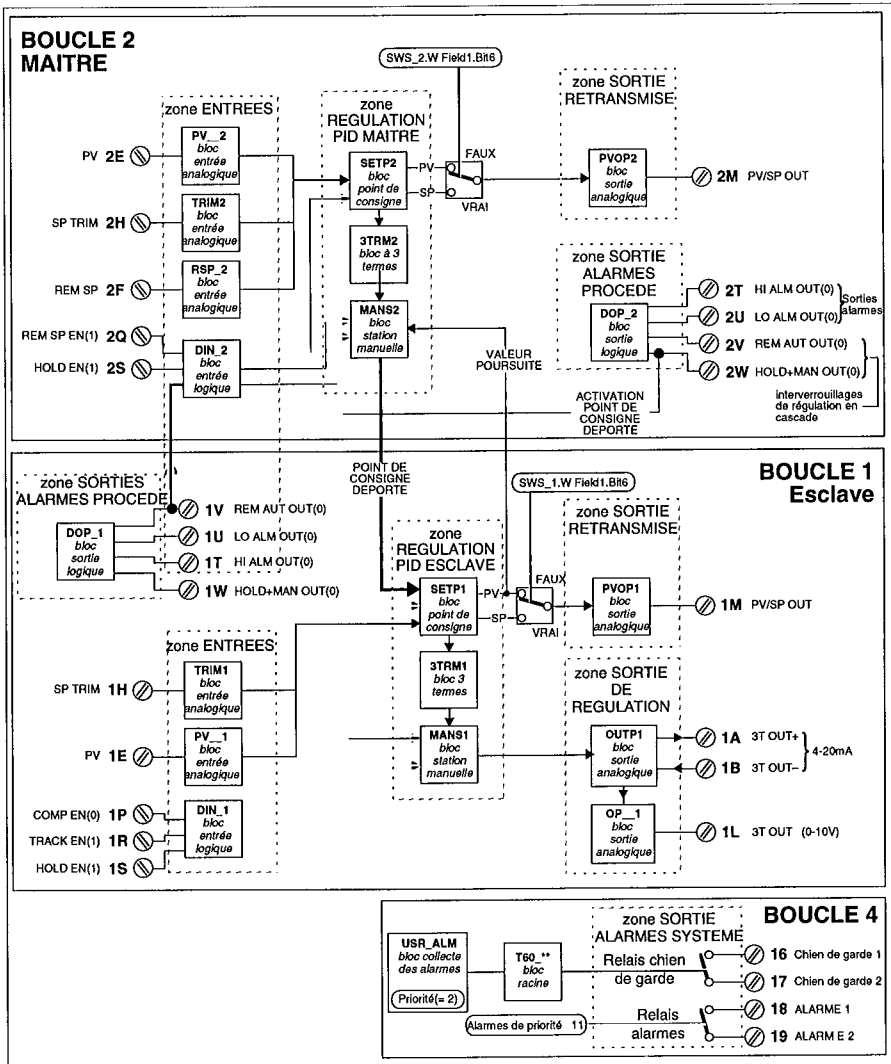 BOUCLE 2
MAITRE
SWS_2.W Field1.Bit6
zone ENTREES
PV__2
bloc
entrée
analogique
PV 2E
TRIM2
bloc
entrée
analogique
SP TRIM 2H
RSP_2
bloc
entrée
analogique
REM SP 2F
REM SP EN(1) 2Q
HOLD EN(1) 2S
DIN_2
bloc
entrée
logique
zone
REGULATION
PID MAITRE
SETP2
bloc
point de
consigne
3TRM2
bloc à 3
termes
MANS2
bloc
station
manuelle
PV
SP
FAUX
VRAI
zone SORTIE
RETRANSMISE
PVOP2
bloc
sortie
analogique
2M PV/SP OUT
zone SORTIE
ALARMES
PROCEDE
DOP_2
bloc
sortie
logique
2T HI ALM OUT(0)
2U LO ALM OUT(0)
Sorties
alarmes
2V REM AUT OUT(0)
2W HOLD+MAN OUT(0)
interverrouillages
de régulation en
cascade
VALEUR
POURSUITE
ACTIVATION
POINT DE
CONSIGNE
DEPORTE
POINT DE
CONSIGNE
DEPORTE
BOUCLE 1
Esclave
SWS_1.W Field1.Bit6
zone SORTIES
ALARMES PROCEDE
DOP_1
bloc
sortie
logique
1V REM AUT OUT(0)
1U LO ALM OUT(0)
1T HI ALM OUT(0)
1W HOLD+MAN OUT(0)
zone
REGULATION
PID ESCLAVE
SETP1
bloc
point de
consigne
3TRM1
bloc 3
termes
MANS1
bloc
station
manuelle
PV
SP
FAUX
VRAI
zone SORTIE
RETRANSMISE
PVOP1
bloc
sortie
analogique
1M PV/SP OUT
zone ENTREES
TRIM1
bloc
entrée
analogique
SP TRIM 1H
PV__1
bloc
entrée
analogique
PV 1E
DIN_1
bloc
entrée
logique
COMP EN(0) 1P
TRACK EN(1) 1R
HOLD EN(1) 1S
zone SORTIE
DE
REGULATION
OUTP1
bloc
sortie
analogique
1A 3T OUT+
1B 3T OUT–
4-20mA
OP__1
bloc
sortie
analogique
1L 3T OUT (0-10V)
BOUCLE 4
zone SORTIE
ALARMES SYSTEME
USR_ALM
bloc collecte
des alarmes
Priorité(= 2)
T60_**
bloc
racine
Relais chien
de garde
16 Chien de garde 1
17 Chien de garde 2
Alarmes de priorité 11
Relais
alarmes
18 ALARME 1
19 ALARM E 2